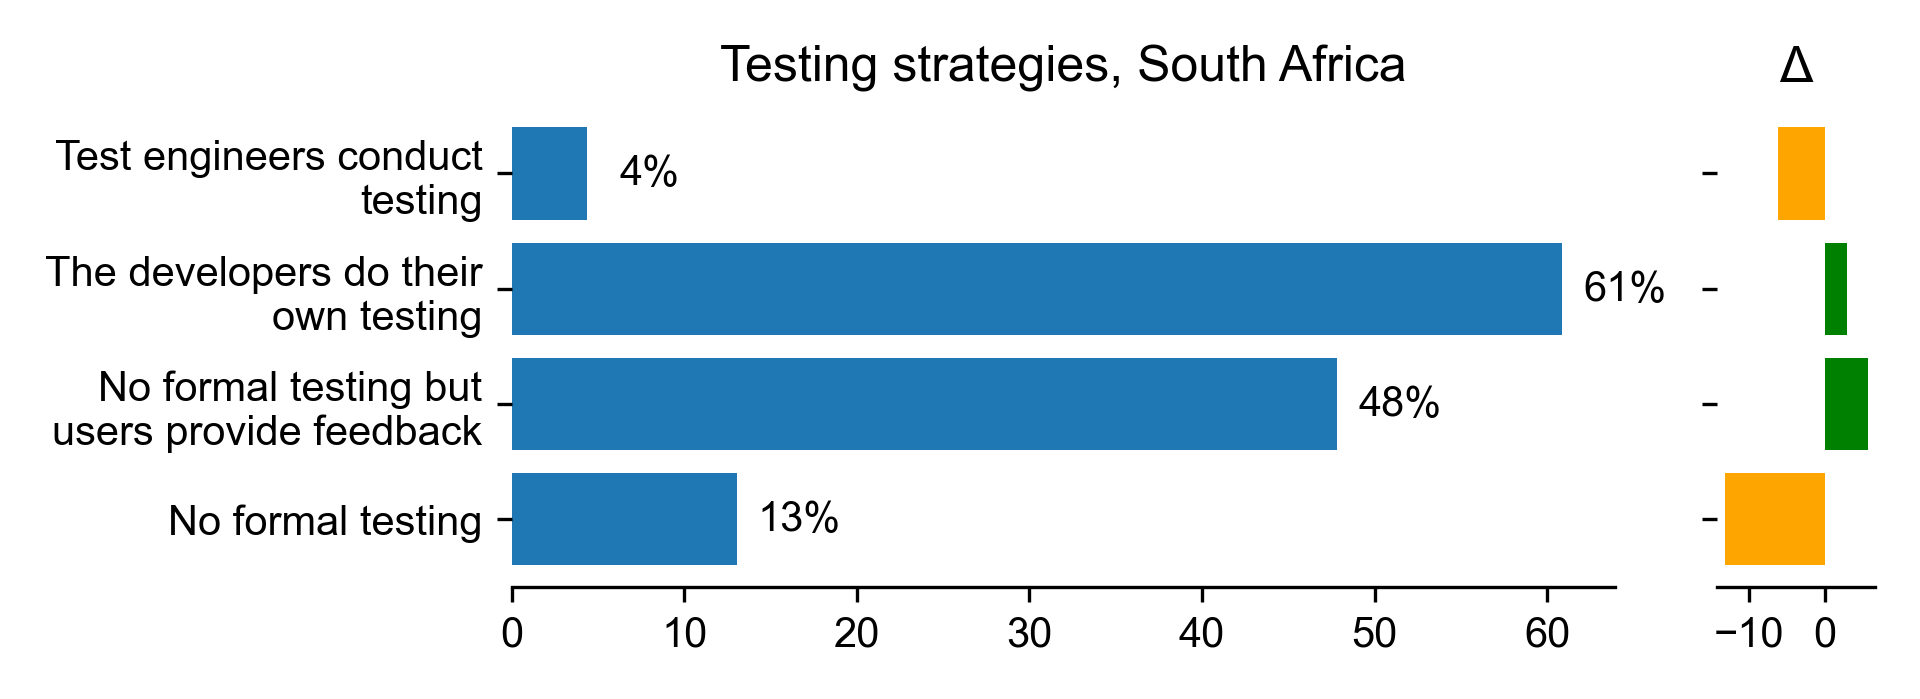 Testing strategies, South Africa
Δ
Test engineers conduct
testing
4%
The developers do their
own testing
61%
No formal testing but
users provide feedback
48%
No formal testing
13%
0 10 20 30 40 50 60
−10 0